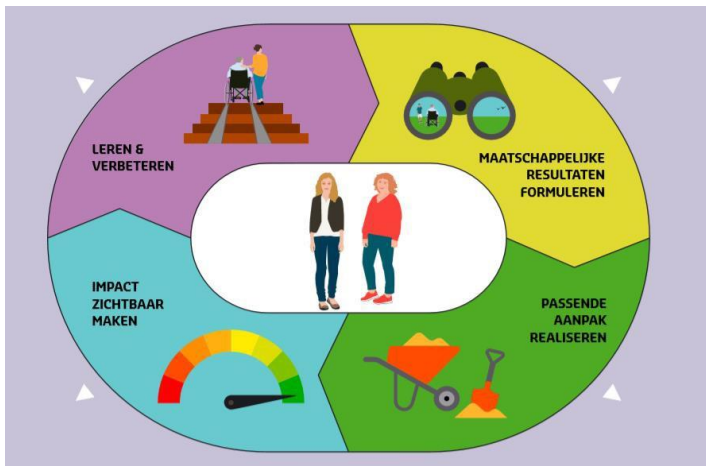 LEREN &
VERBETEREN
MAATSCHAPPELIJKE
RESULTATEN
FORMULEREN
IMPACT
ZICHTBAAR
MAKEN
PASSENDE
AANPAK
REALISEREN